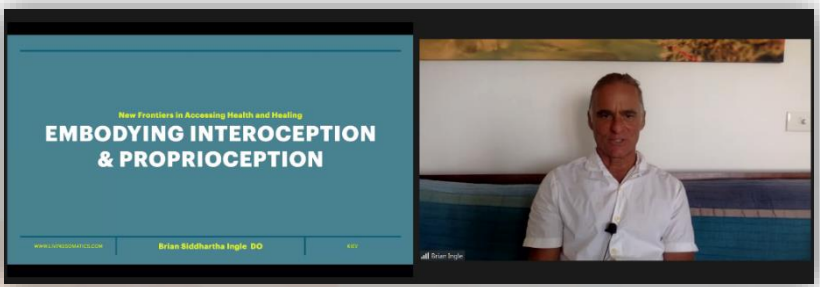 New Frontiers in Accessing Health and Healing
EMBODYING INTEROCEPTION
& PROPRIOCEPTION
WWW.LIVINGSOMATICS.COM
Brian Siddhartha Ingle DO
Brian Ingle